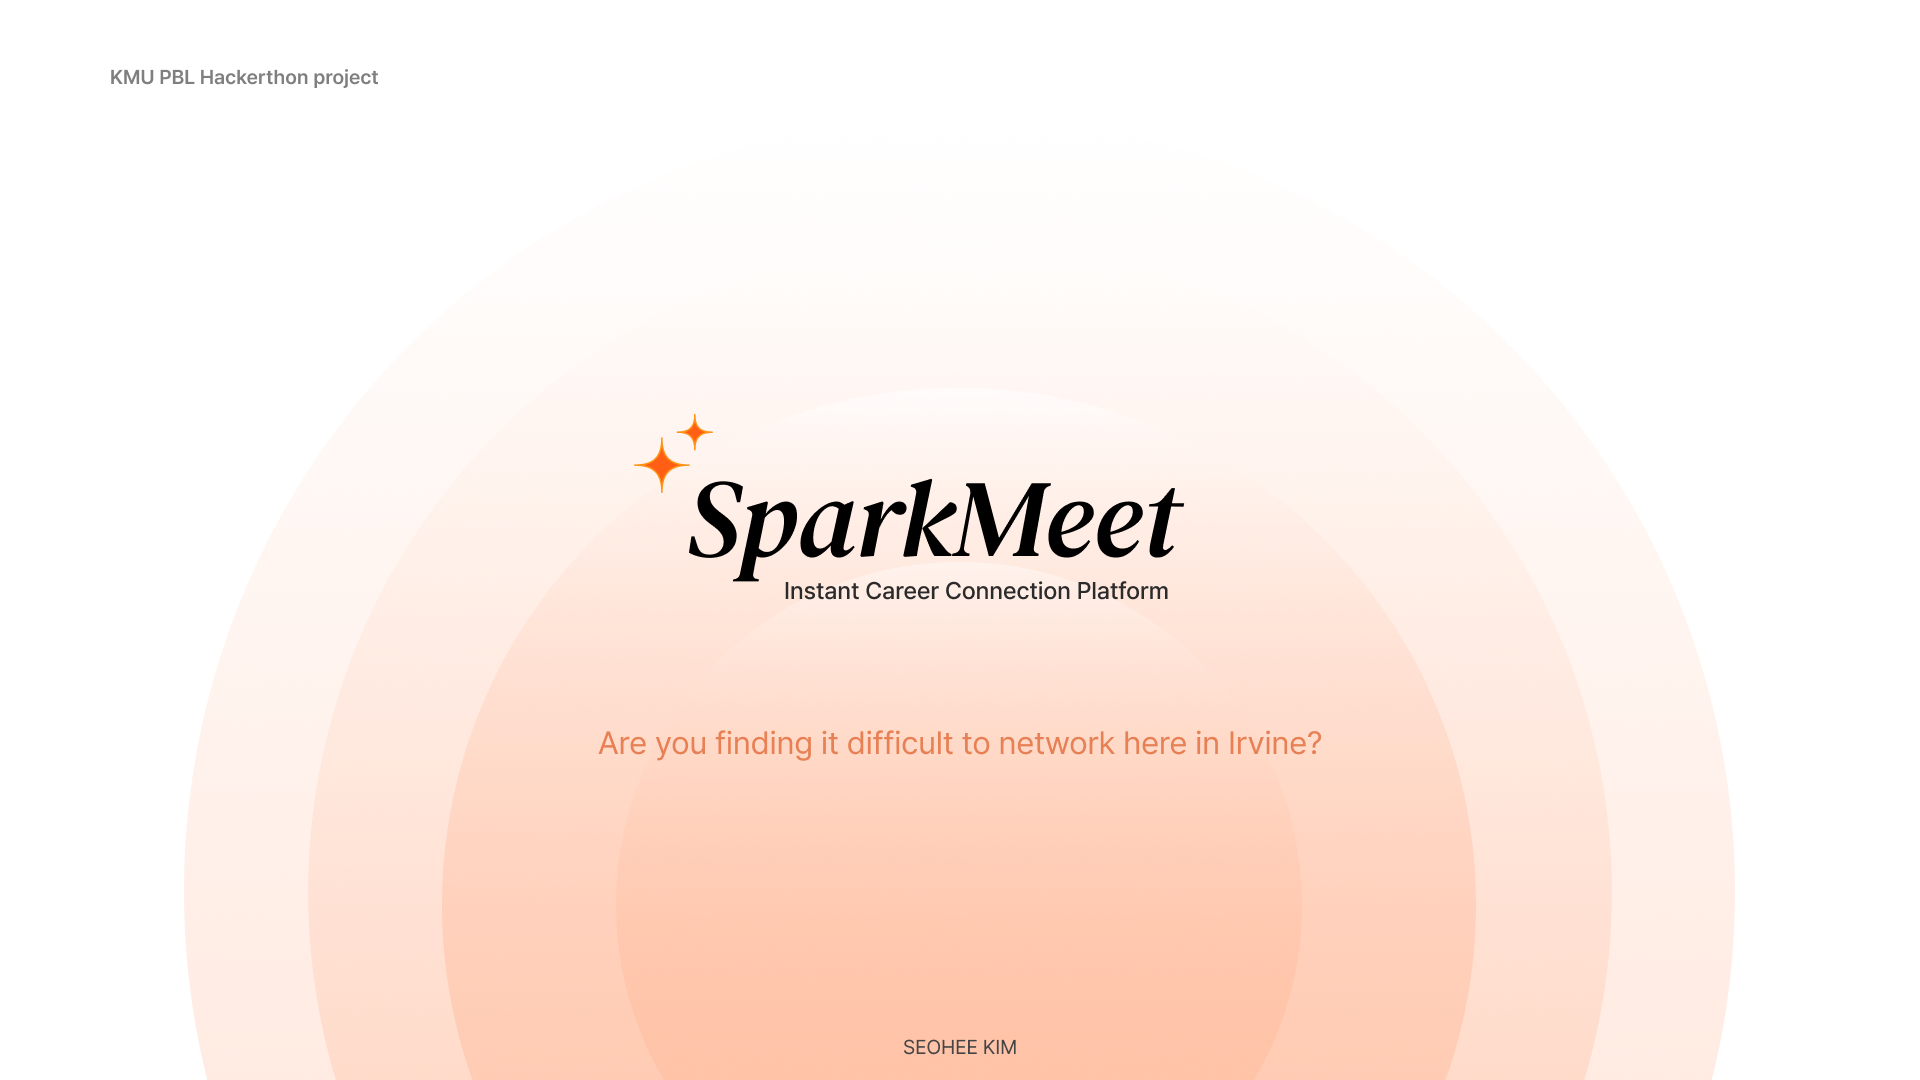 KMU PBL Hackerthon project
SparkMeet
Instant Career Connection Platform
Are you finding it difficult to network here in Irvine?
SEOHEE KIM